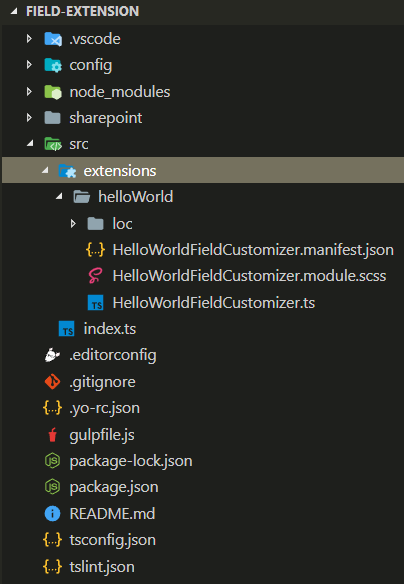 FIELD-EXTENSION
.vscode
config
node_modules
sharepoint
src
extensions
helloWorld
loc
{..} HelloWorldFieldCustomizer.manifest.json
HelloWorldFieldCustomizer.module.scss
TS HelloWorldFieldCustomizer.ts
TS index.ts
.editorconfig
.gitignore
{..} .yo-rc.json
gulpfile.js
JS package-lock.json
JS package.json
README.md
{..} tsconfig.json
{..} tslint.json